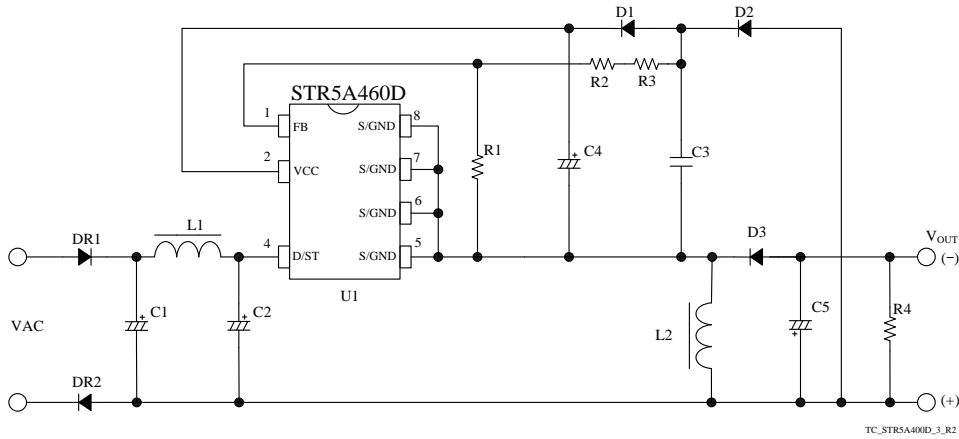 D1
D2
R2
R3
STR5A460D
1
8
FB
S/GND
R1
C4
C3
2
7
VCC
S/GND
6
S/GND
L1
DR1
4
5
D3
VOUT
D/ST
S/GND
(−)
U1
C1
C2
L2
C5
R4
VAC
DR2
(+)
TC_STR5A400D_3_R2
+
+
+
+